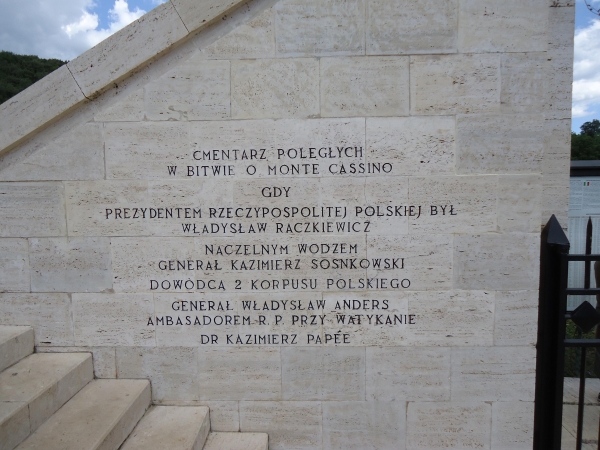 CMENTARZ POLEGŁYCH
W BITWIE O MONTE CASSINO
GDY
PREZYDENTEM RZECZYPOSPOLITEJ POLSKIEJ BYŁ
WŁADYSŁAW RACZKIEWICZ
NACZELNYM WODZEM
GENERAŁ KAZIMIERZ SOSNKOWSKI
DOWÓDCĄ 2 KORPUSU POLSKIEGO
GENERAŁ WŁADYSŁAW ANDERS
AMBASADOREM R. P. PRZY WATYKANIE
DR KAZIMIERZ PAPÉE